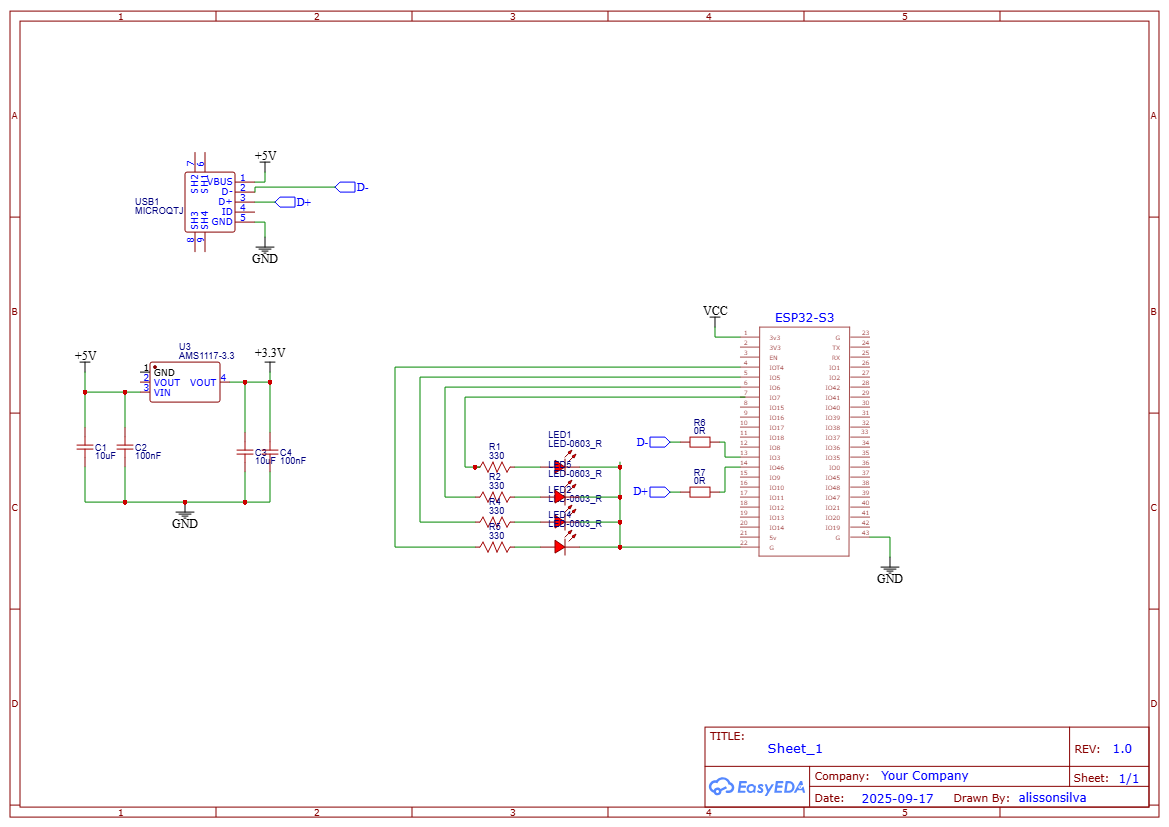 1 2 3 4 5
A A
+5V
7 6
SH2 SH1
VBUS 1
D- 2
D+ 3
ID 4
GND 5
SH3 SH4
8 9
USB1
MICROQTJ
D-
D+
GND
B B
+5V
U3
AMS1117-3.3
+3.3V
1 GND
2 VOUT VOUT 4
3 VIN
C1
10uF
C2
100nF
C3
10uF
C4
100nF
GND
VCC
ESP32-S3
1 3v3 G 23
2 3V3 TX 24
3 EN RX 25
4 IOT4 IO1 26
5 IO5 IO2 27
6 IO6 IO42 28
7 IO7 IO41 29
8 IO15 IO40 30
9 IO16 IO39 31
10 IO17 IO38 32
11 IO18 IO37 33
12 IO8 IO36 34
13 IO3 IO35 35
14 IO46 IO0 36
15 IO9 IO45 37
16 IO10 IO48 38
17 IO11 IO47 39
18 IO12 IO21 40
19 IO13 IO20 41
20 IO14 IO19 42
21 5v G 43
22 G
R1
330
R2
330
R4
330
R5
330
LED1
LED-0603_R
LED5
LED-0603_R
LED2
LED-0603_R
LED4
LED-0603_R
D-
R6
0R
D+
R7
0R
GND
C C
D D
TITLE:
Sheet_1
REV: 1.0
EasyEDA
Company: Your Company
Sheet: 1/1
Date: 2025-09-17 Drawn By: alissonsilva
1 2 3 4 5